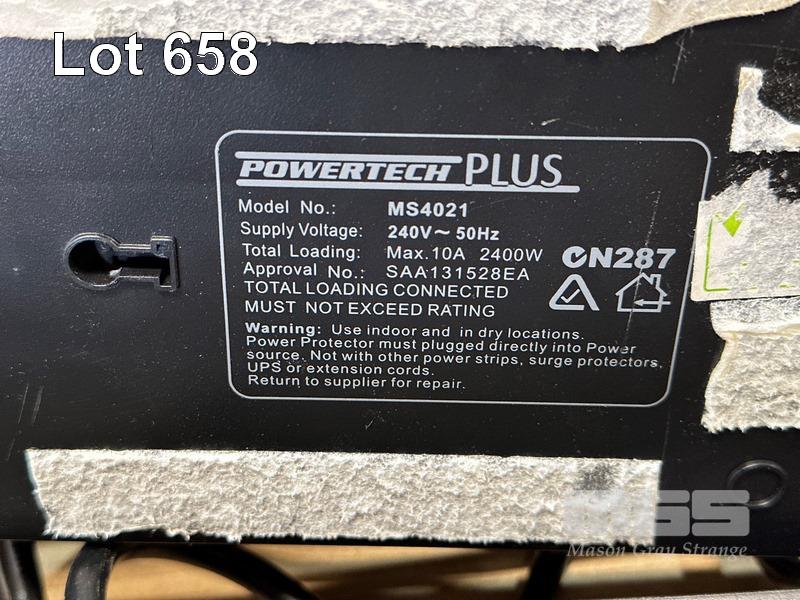 Lot 658
POWERTECH PLUS
Model No.: MS4021
Supply Voltage: 240V~ 50Hz
Total Loading: Max.10A 2400W
Approval No.: SAA131528EA
N287
TOTAL LOADING CONNECTED
MUST NOT EXCEED RATING
Warning: Use indoor and in dry locations.
Power Protector must plugged directly into Power
source. Not with other power strips, surge protectors,
UPS or extension cords.
Return to supplier for repair.
MGS
Mason Gray Strange